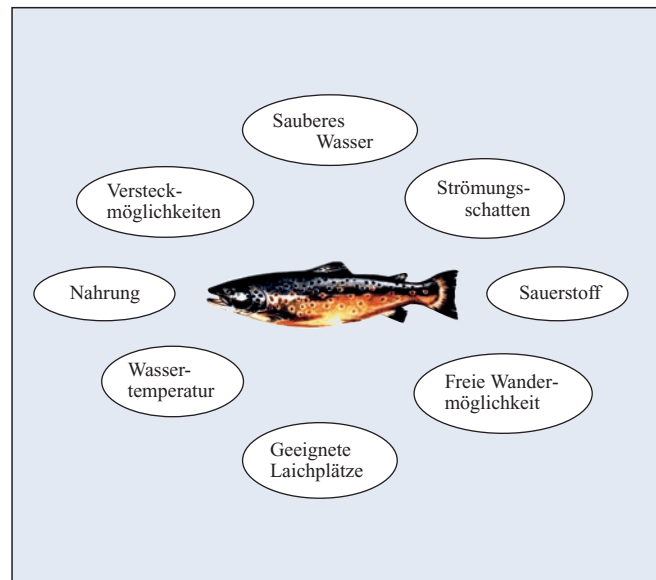 Sauberes
Wasser
Versteck-
möglichkeiten
Strömungs-
schatten
Nahrung
Sauerstoff
Wasser-
temperatur
Freie Wander-
möglichkeit
Geeignete
Laichplätze